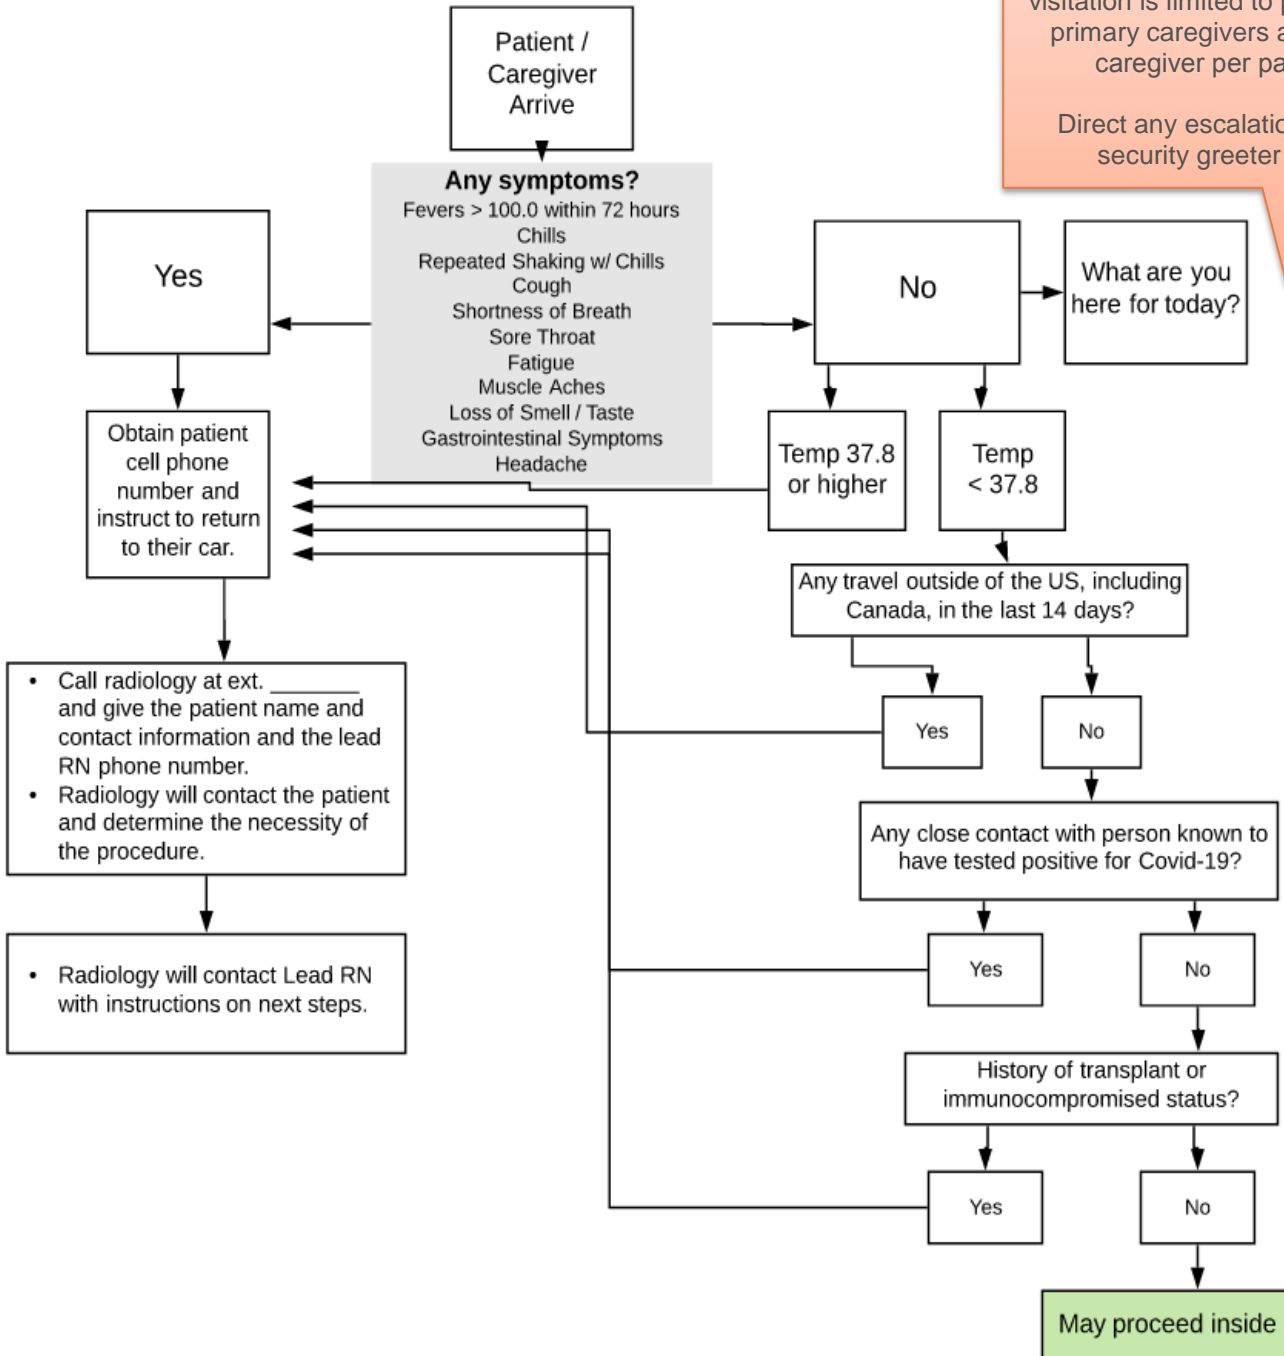 visitation is limited to
primary caregivers
caregiver per
Direct any
security greeter
Patient /
Caregiver
Arrive
Any symptoms?
Fevers > 100.0 within 72 hours
Chills
Repeated Shaking w/ Chills
Cough
Shortness of Breath
Sore Throat
Fatigue
Muscle Aches
Loss of Smell / Taste
Gastrointestinal Symptoms
Headache
Yes
No
What are you
here for today?
Obtain patient
cell phone
number and
instruct to return
to their car.
Temp 37.8
or higher
Temp
< 37.8
Any travel outside of the US, including
Canada, in the last 14 days?
• Call radiology at ext. _______
and give the patient name and
contact information and the lead
RN phone number.
• Radiology will contact the patient
and determine the necessity of
the procedure.
Yes
No
Any close contact with person known to
have tested positive for Covid-19?
• Radiology will contact Lead RN
with instructions on next steps.
Yes
No
History of transplant or
immunocompromised status?
Yes
No
May proceed inside